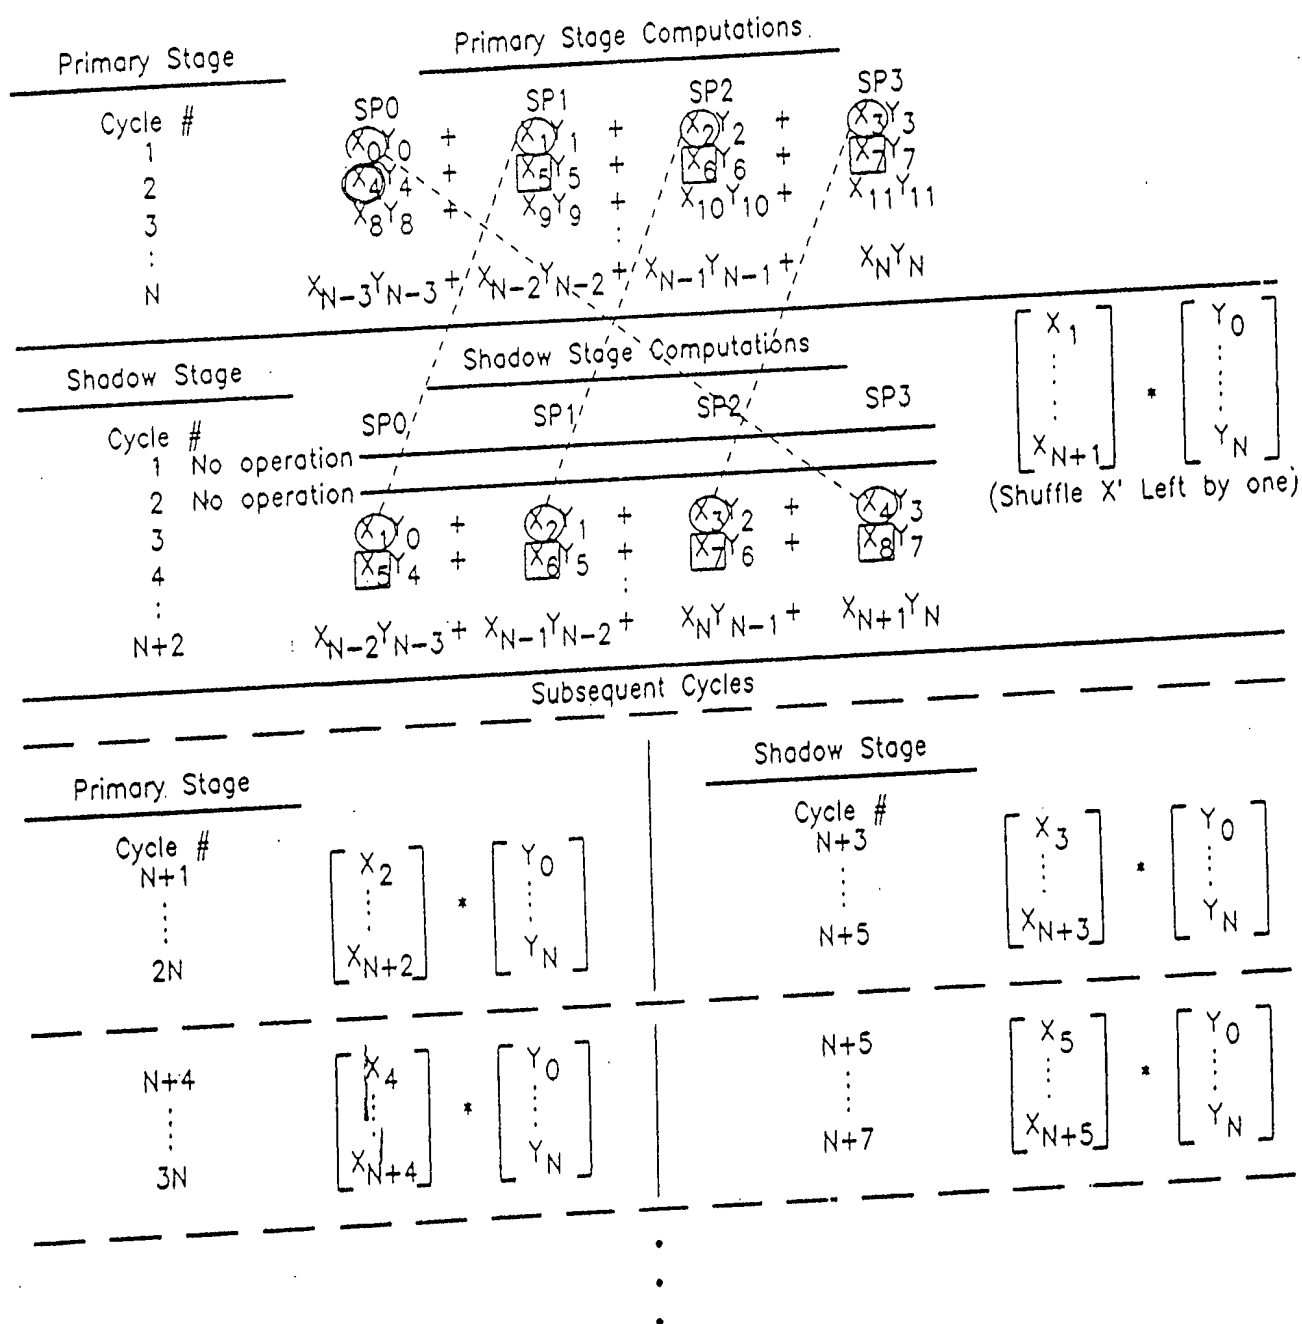 Primary Stage
Primary Stage Computations
Cycle # SP0 SP1 SP2 SP3
1 X0Y0 + X1Y1 + X2Y2 + X3Y3
2 X4Y4 + X5Y5 + X6Y6 + X7Y7
3 X8Y8 + X9Y9 + X10Y10 + X11Y11
⋮ ⋮
N XN-3YN-3 + XN-2YN-2 + XN-1YN-1 + XNYN
Shadow Stage
Shadow Stage Computations
Cycle # SP0 SP1 SP2 SP3
1 No operation
2 No operation
3 X1Y0 + X2Y1 + X3Y2 + X4Y3
4 X5Y4 + X6Y5 + X7Y6 + X8Y7
⋮ ⋮
N+2 XN-2YN-3 + XN-1YN-2 + XNYN-1 + XN+1YN
[X1 ⋮ XN+1] * [Y0 ⋮ YN]
(Shuffle X' Left by one)
Subsequent Cycles
Primary Stage
Cycle #
N+1
⋮
2N
[X2 ⋮ XN+2] * [Y0 ⋮ YN]
N+4
⋮
3N
[X4 ⋮ XN+4] * [Y0 ⋮ YN]
Shadow Stage
Cycle #
N+3
⋮
N+5
[X3 ⋮ XN+3] * [Y0 ⋮ YN]
N+5
⋮
N+7
[X5 ⋮ XN+5] * [Y0 ⋮ YN]